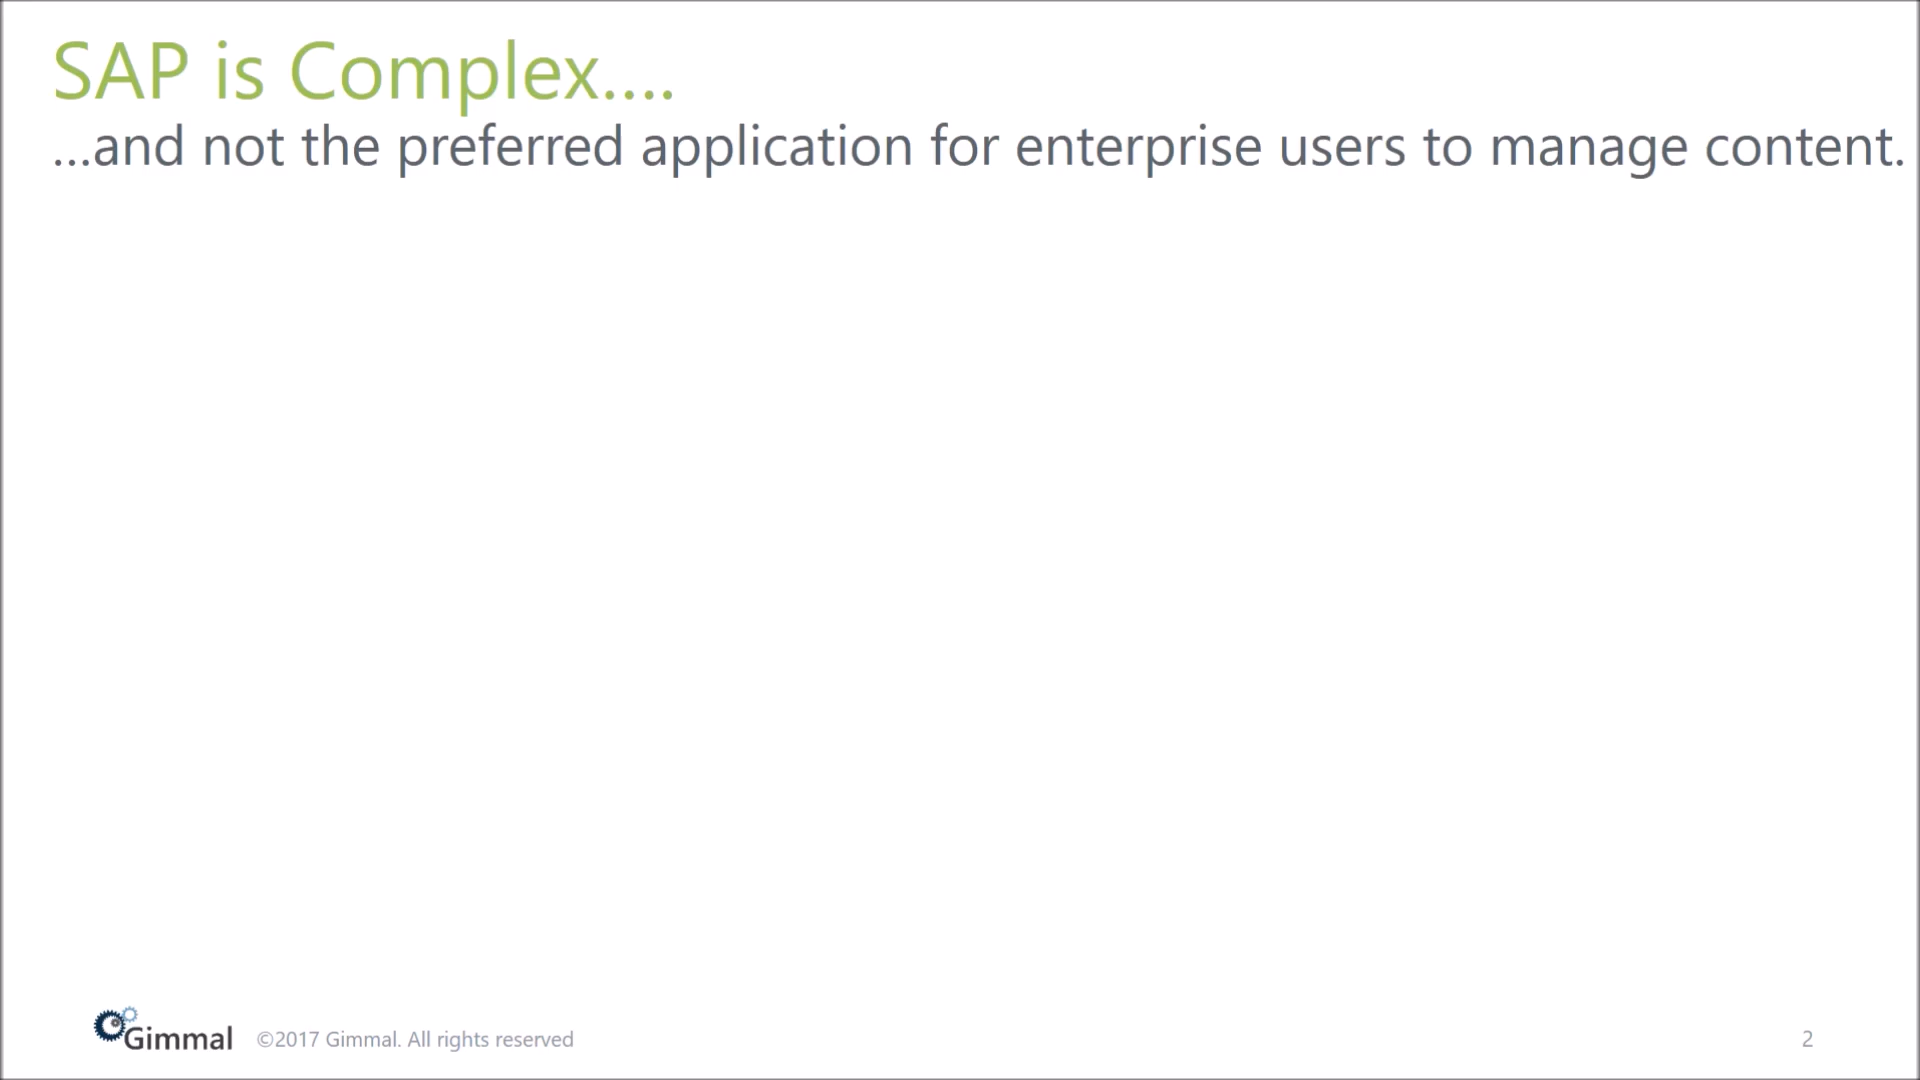 SAP is Complex....
...and not the preferred application for enterprise users to manage content.
Gimmal ©2017 Gimmal. All rights reserved 2